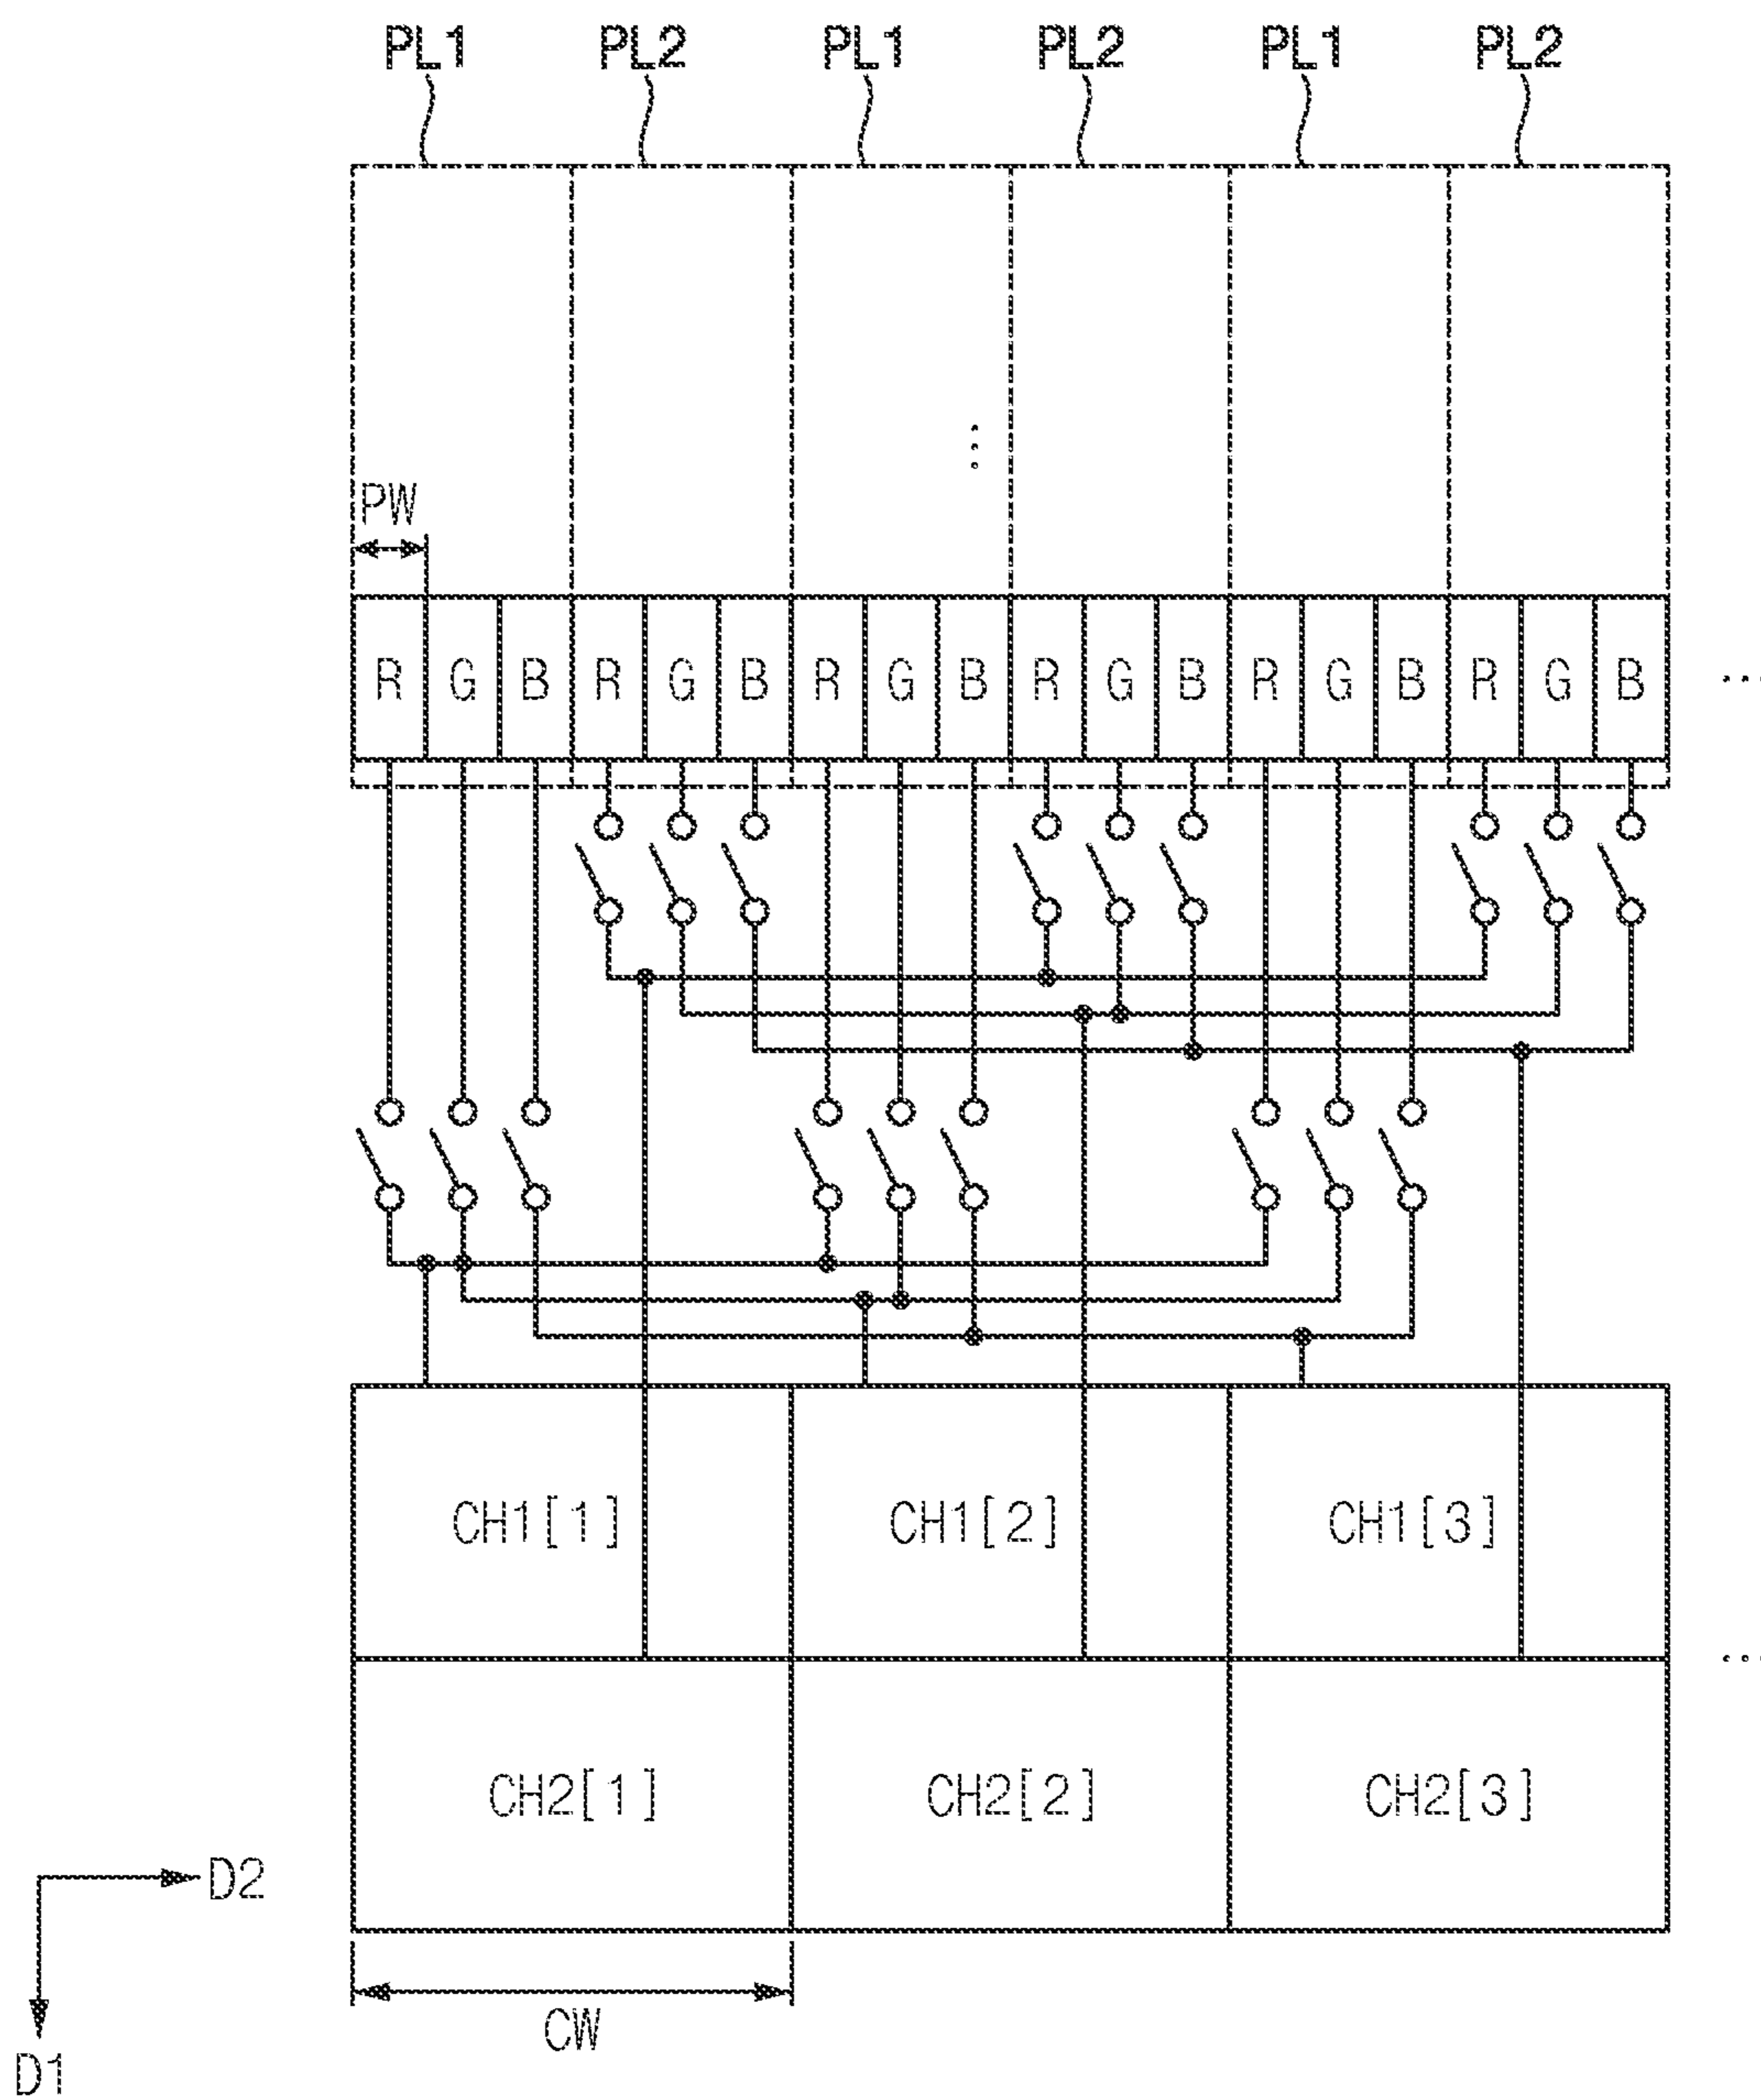 PL1 PL2 PL1 PL2 PL1 PL2
PW
R G B R G B R G B R G B R G B R G B ...
CH1[1] CH1[2] CH1[3]
...
CH2[1] CH2[2] CH2[3]
D2
CW
D1